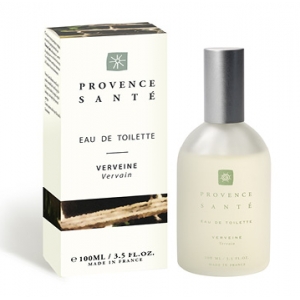 PROVENCE
SANTÉ
EAU DE TOILETTE
VERVEINE
Vervain
℮ 100ML / 3.5 FL.OZ.
MADE IN FRANCE
PROVENCE
SANTÉ
EAU DE TOILETTE
VERVEINE
Vervain